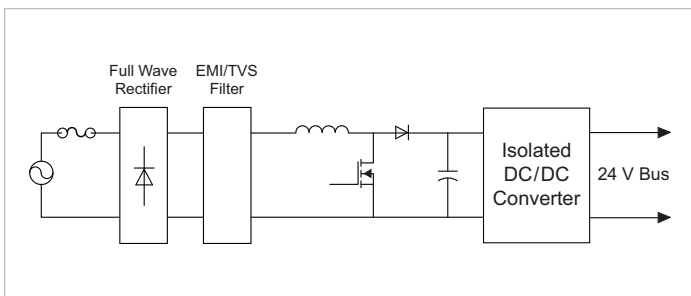 Full Wave
Rectifier
EMI/TVS
Filter
Isolated
DC/DC
Converter
24 V Bus